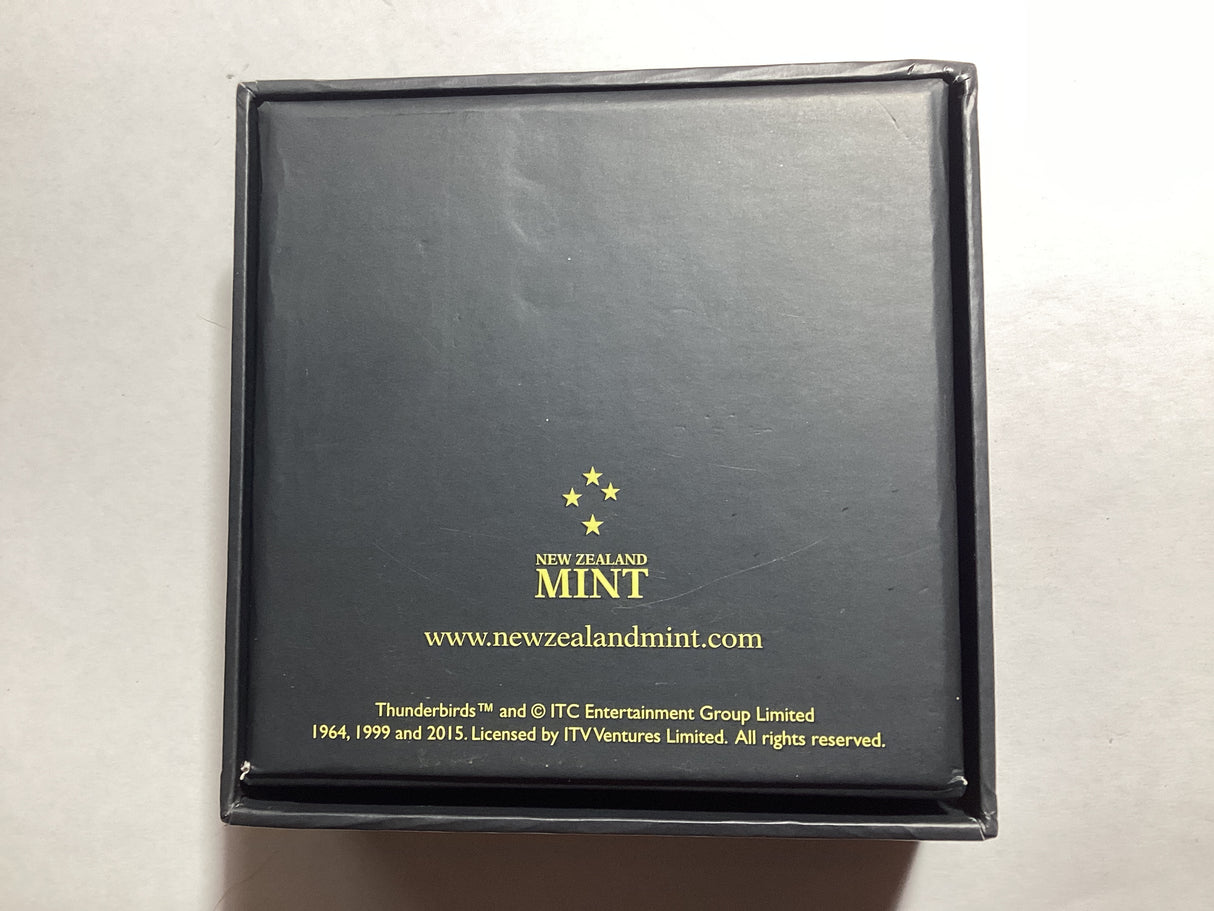 NEW ZEALAND
MINT
www.newzealandmint.com
Thunderbirds™ and © ITC Entertainment Group Limited
1964, 1999 and 2015. Licensed by ITV Ventures Limited. All rights reserved.